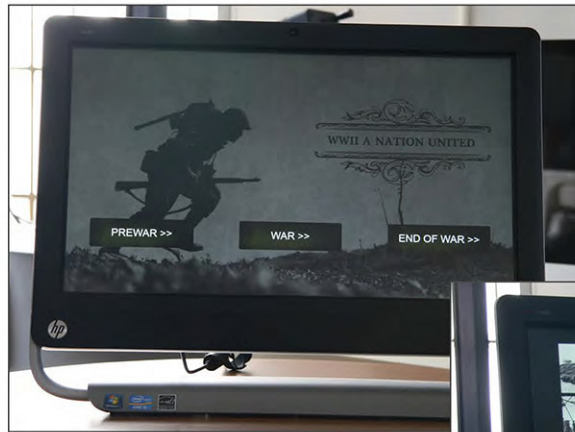 WWII A NATION UNITED
PREWAR >>
WAR >>
END OF WAR >>
hp